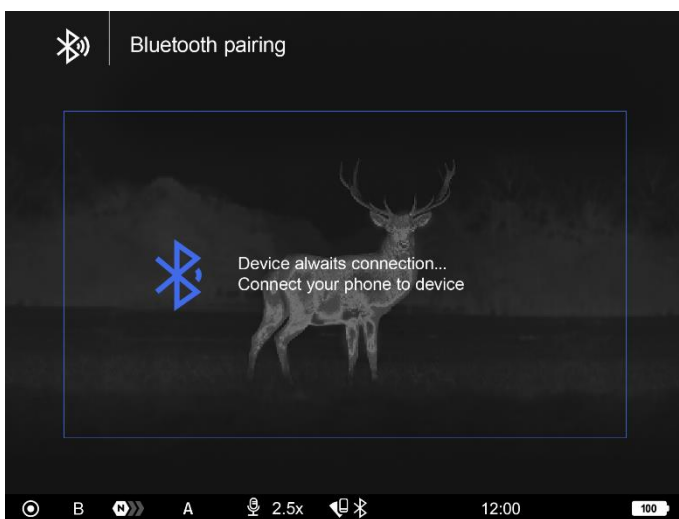 Bluetooth pairing
Device alwaits connection...
Connect your phone to device
B N A 2.5x 12:00 100